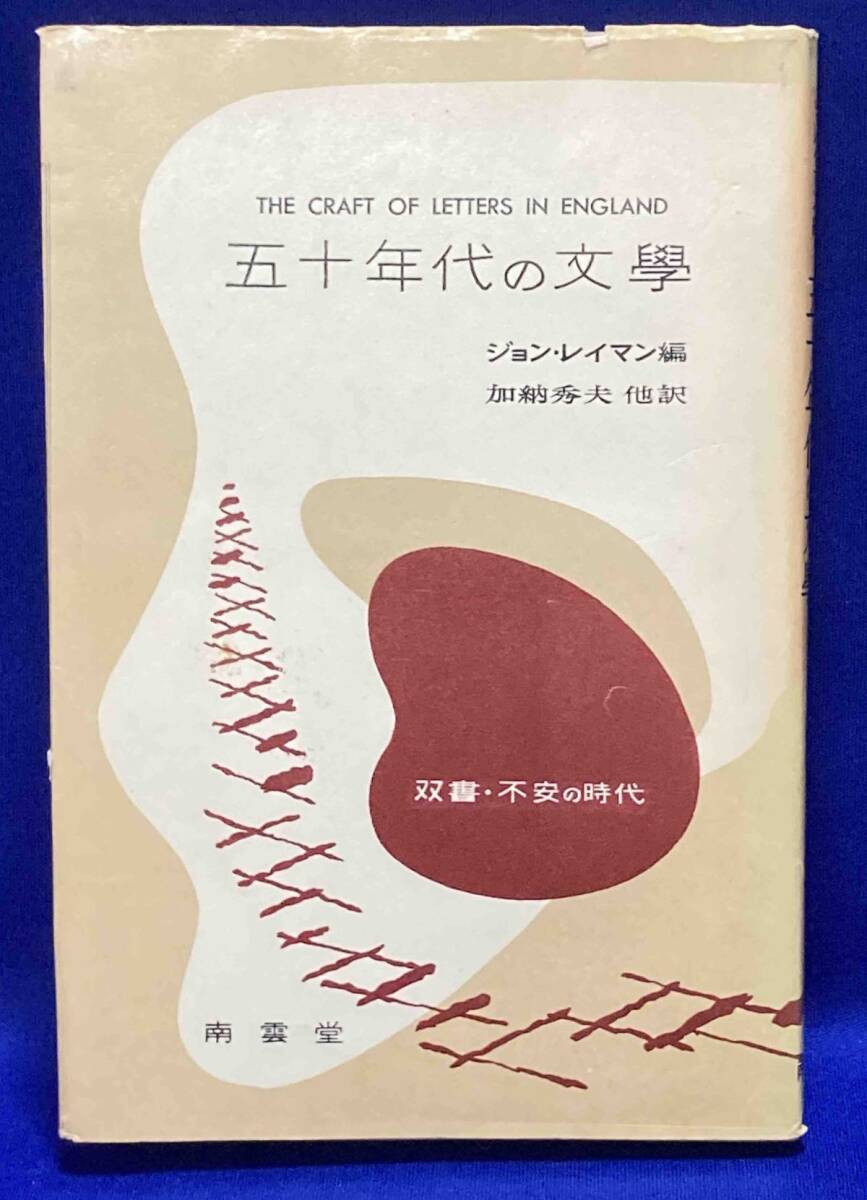 THE CRAFT OF LETTERS IN ENGLAND
五十年代の文學
ジョン・レイマン編
加納秀夫 他訳
双書・不安の時代
南雲堂